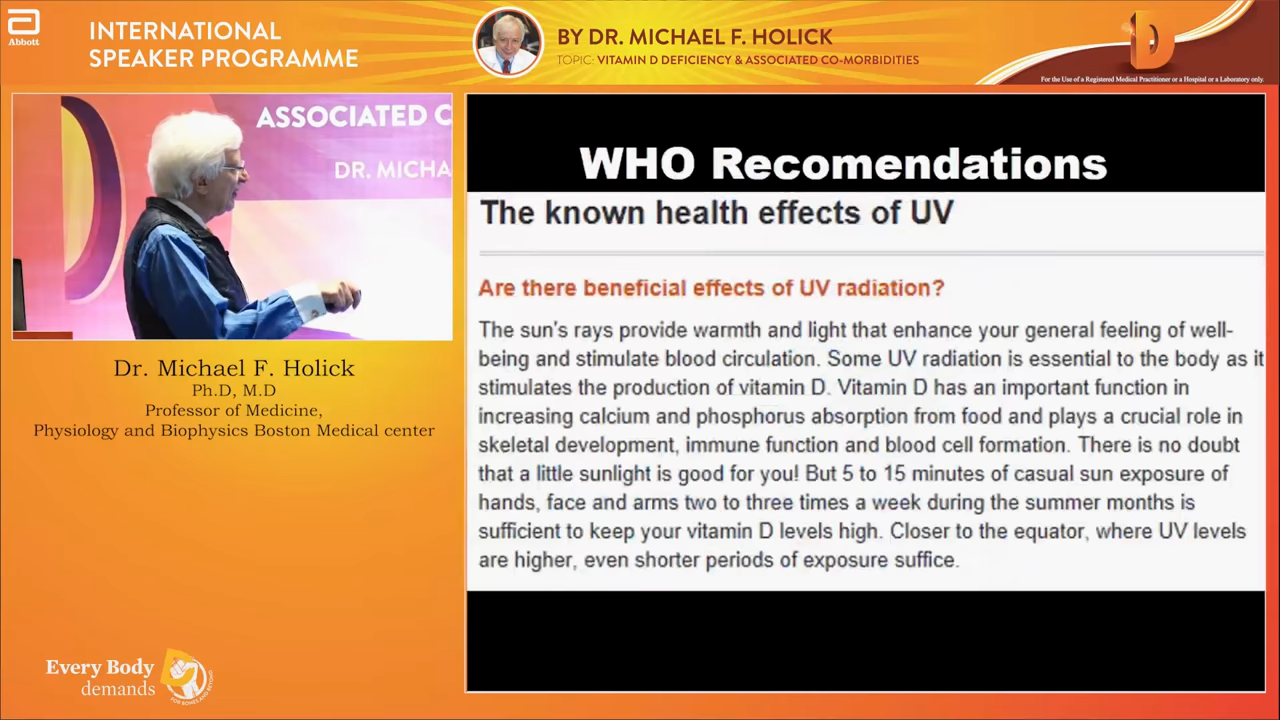 Abbott
INTERNATIONAL
SPEAKER PROGRAMME
BY DR. MICHAEL F. HOLICK
TOPIC: VITAMIN D DEFICIENCY & ASSOCIATED CO-MORBIDITIES
D
For the Use of a Registered Medical Practitioner or a Hospital or a Laboratory only.
ASSOCIATED C
DR. MICHA
Dr. Michael F. Holick
Ph.D, M.D
Professor of Medicine,
Physiology and Biophysics Boston Medical center
Every Body
demands
FOR BONES AND BEYOND
WHO Recomendations
The known health effects of UV
Are there beneficial effects of UV radiation?
The sun's rays provide warmth and light that enhance your general feeling of well-
being and stimulate blood circulation. Some UV radiation is essential to the body as it
stimulates the production of vitamin D. Vitamin D has an important function in
increasing calcium and phosphorus absorption from food and plays a crucial role in
skeletal development, immune function and blood cell formation. There is no doubt
that a little sunlight is good for you! But 5 to 15 minutes of casual sun exposure of
hands, face and arms two to three times a week during the summer months is
sufficient to keep your vitamin D levels high. Closer to the equator, where UV levels
are higher, even shorter periods of exposure suffice.